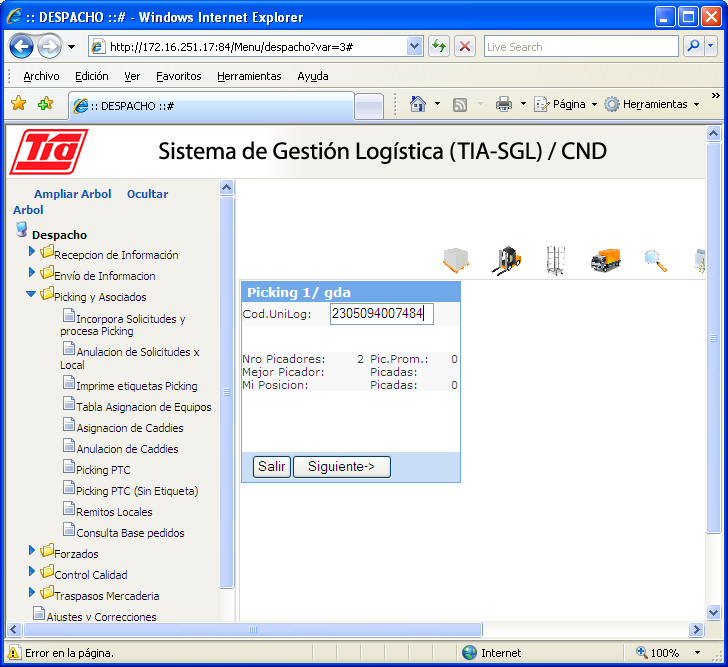 :: DESPACHO ::# - Windows Internet Explorer
http://172.16.251.17:84/Menu/despacho?var=3#
Live Search
Archivo Edición Ver Favoritos Herramientas Ayuda
:: DESPACHO ::#
Página
Herramientas
Tia
Sistema de Gestión Logística (TIA-SGL) / CND
Ampliar Arbol Ocultar
Arbol
Despacho
Recepcion de Información
Envío de Informacion
Picking y Asociados
Incorpora Solicitudes y
procesa Picking
Anulacion de Solicitudes x
Local
Imprime etiquetas Picking
Tabla Asignacion de Equipos
Asignacion de Caddies
Anulacion de Caddies
Picking PTC
Picking PTC (Sin Etiqueta)
Remitos Locales
Consulta Base pedidos
Forzados
Control Calidad
Traspasos Mercaderia
Ajustes y Correcciones
Picking 1/ gda
Cod.UniLog: 2305094007484
Nro Picadores: 2 Pic.Prom.: 0
Mejor Picador: Picadas:
Mi Posicion: Picadas: 0
Salir Siguiente->
Error en la página.
Internet
100%